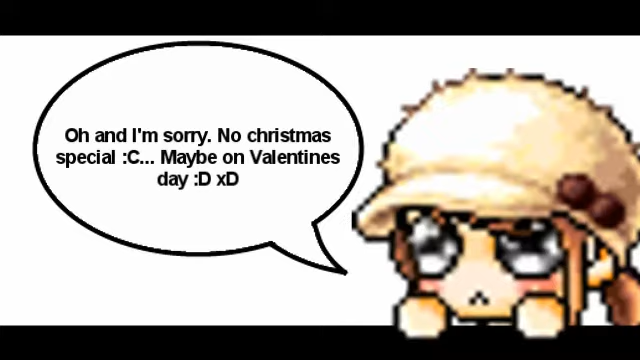 Oh and I'm sorry. No christmas
special :C... Maybe on Valentines
day :D xD